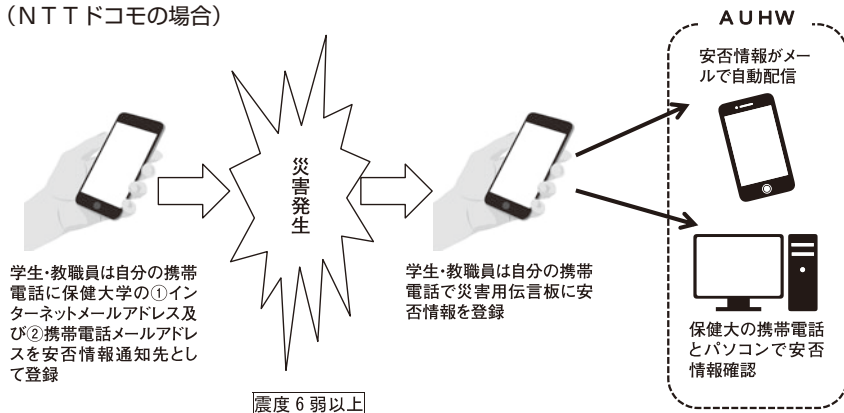 （ＮＴＴドコモの場合）
学生・教職員は自分の携帯
電話に保健大学の①イン
ターネットメールアドレス及
び②携帯電話メールアドレ
スを安否情報通知先とし
て登録
災害発生
震度６弱以上
学生・教職員は自分の携帯
電話で災害用伝言板に安
否情報を登録
ＡＵＨＷ
安否情報がメー
ルで自動配信
保健大の携帯電話
とパソコンで安否
情報確認